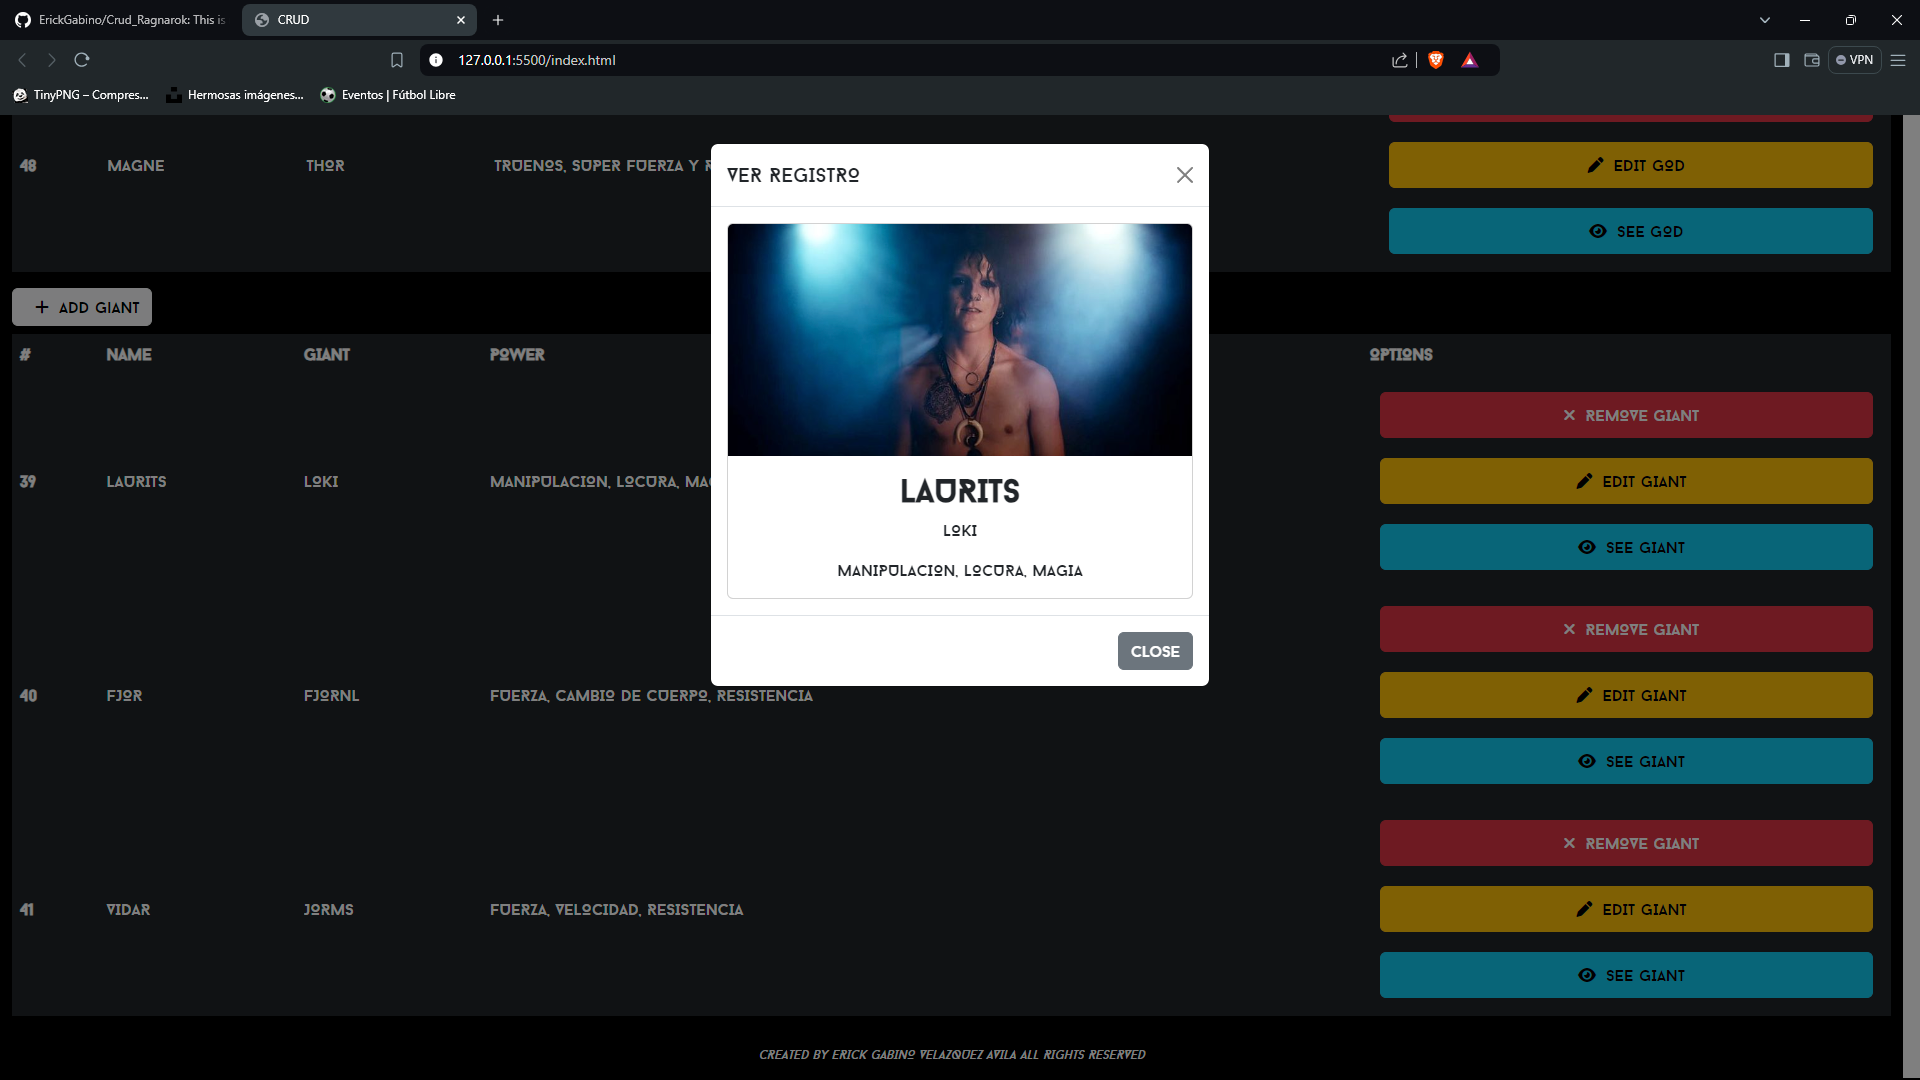 ErickGabino/Crud_Ragnarok: This is
CRUD
127.0.0.1:5500/index.html
VPN
TinyPNG – Compres...
Hermosas imágenes...
Eventos | Fútbol Libre
48 MAGNE THOR TRUENOS, SUPER FUERZA Y
EDIT GOD
SEE GOD
VER REGISTRO
LAURITS
LOKI
MANIPULACION, LOCURA, MAGIA
CLOSE
+ ADD GIANT
# NAME GIANT POWER OPTIONS
REMOVE GIANT
39 LAURITS LOKI MANIPULACION, LOCURA, MAG
EDIT GIANT
SEE GIANT
REMOVE GIANT
40 FJOR FJORNL FUERZA, CAMBIO DE CUERPO, RESISTENCIA
EDIT GIANT
SEE GIANT
REMOVE GIANT
41 VIDAR JORMS FUERZA, VELOCIDAD, RESISTENCIA
EDIT GIANT
SEE GIANT
CREATED BY ERICK GABINO VELAZQUEZ AVILA ALL RIGHTS RESERVED